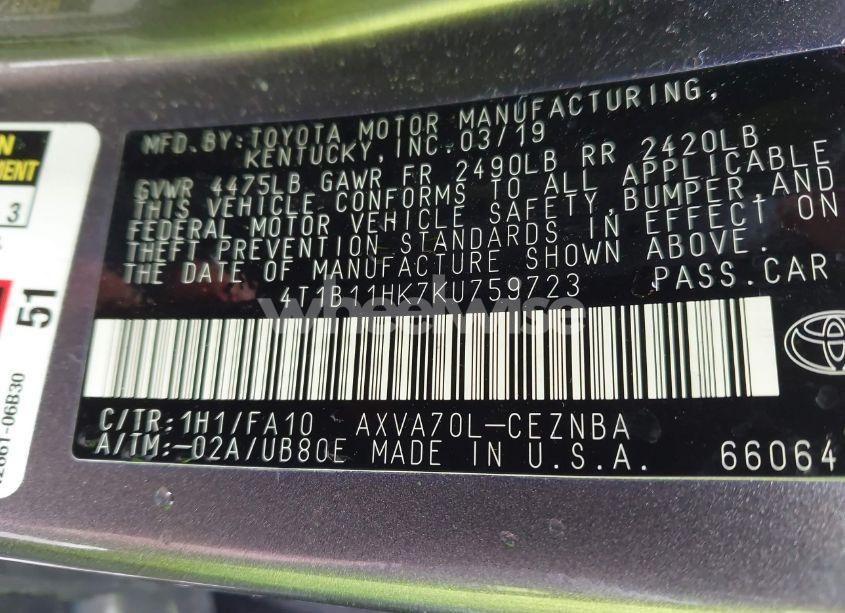 MFD.BY:TOYOTA MOTOR MANUFACTURING,
KENTUCKY,INC.03/19
GVWR 4475LB GAWR FR 2490LB RR 2420LB
THIS VEHICLE CONFORMS TO ALL APPLICABLE
FEDERAL MOTOR VEHICLE SAFETY,BUMPER,AND
THEFT PREVENTION STANDARDS IN EFFECT ON
THE DATE OF MANUFACTURE SHOWN ABOVE.
4T1B11HK7KU759723 PASS.CAR
wheelwise
C/TR:1H1/FA10 AXVA70L-CEZNBA
A/TM:-02A/UB80E MADE IN U.S.A.
66064
3
51